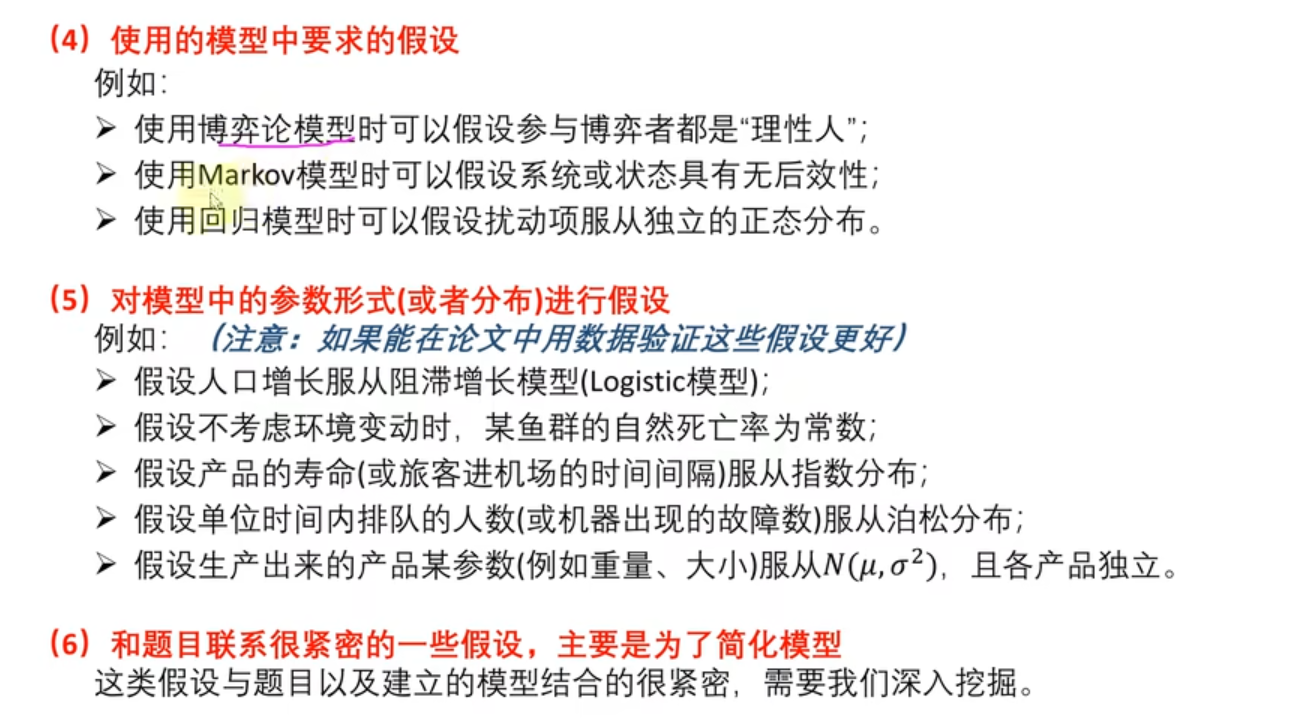 (4) 使用的模型中要求的假设
例如:
➢ 使用博弈论模型时可以假设参与博弈者都是“理性人”;
➢ 使用Markov模型时可以假设系统或状态具有无后效性;
➢ 使用回归模型时可以假设扰动项服从独立的正态分布。
(5) 对模型中的参数形式(或者分布)进行假设
例如: (注意:如果能在论文中用数据验证这些假设更好)
➢ 假设人口增长服从阻滞增长模型(Logistic模型);
➢ 假设不考虑环境变动时,某鱼群的自然死亡率为常数;
➢ 假设产品的寿命(或旅客进机场的时间间隔)服从指数分布;
➢ 假设单位时间内排队的人数(或机器出现的故障数)服从泊松分布;
➢ 假设生产出来的产品某参数(例如重量、大小)服从N(μ,σ²),且各产品独立。
(6) 和题目联系很紧密的一些假设,主要是为了简化模型
这类假设与题目以及建立的模型结合的很紧密,需要我们深入挖掘。